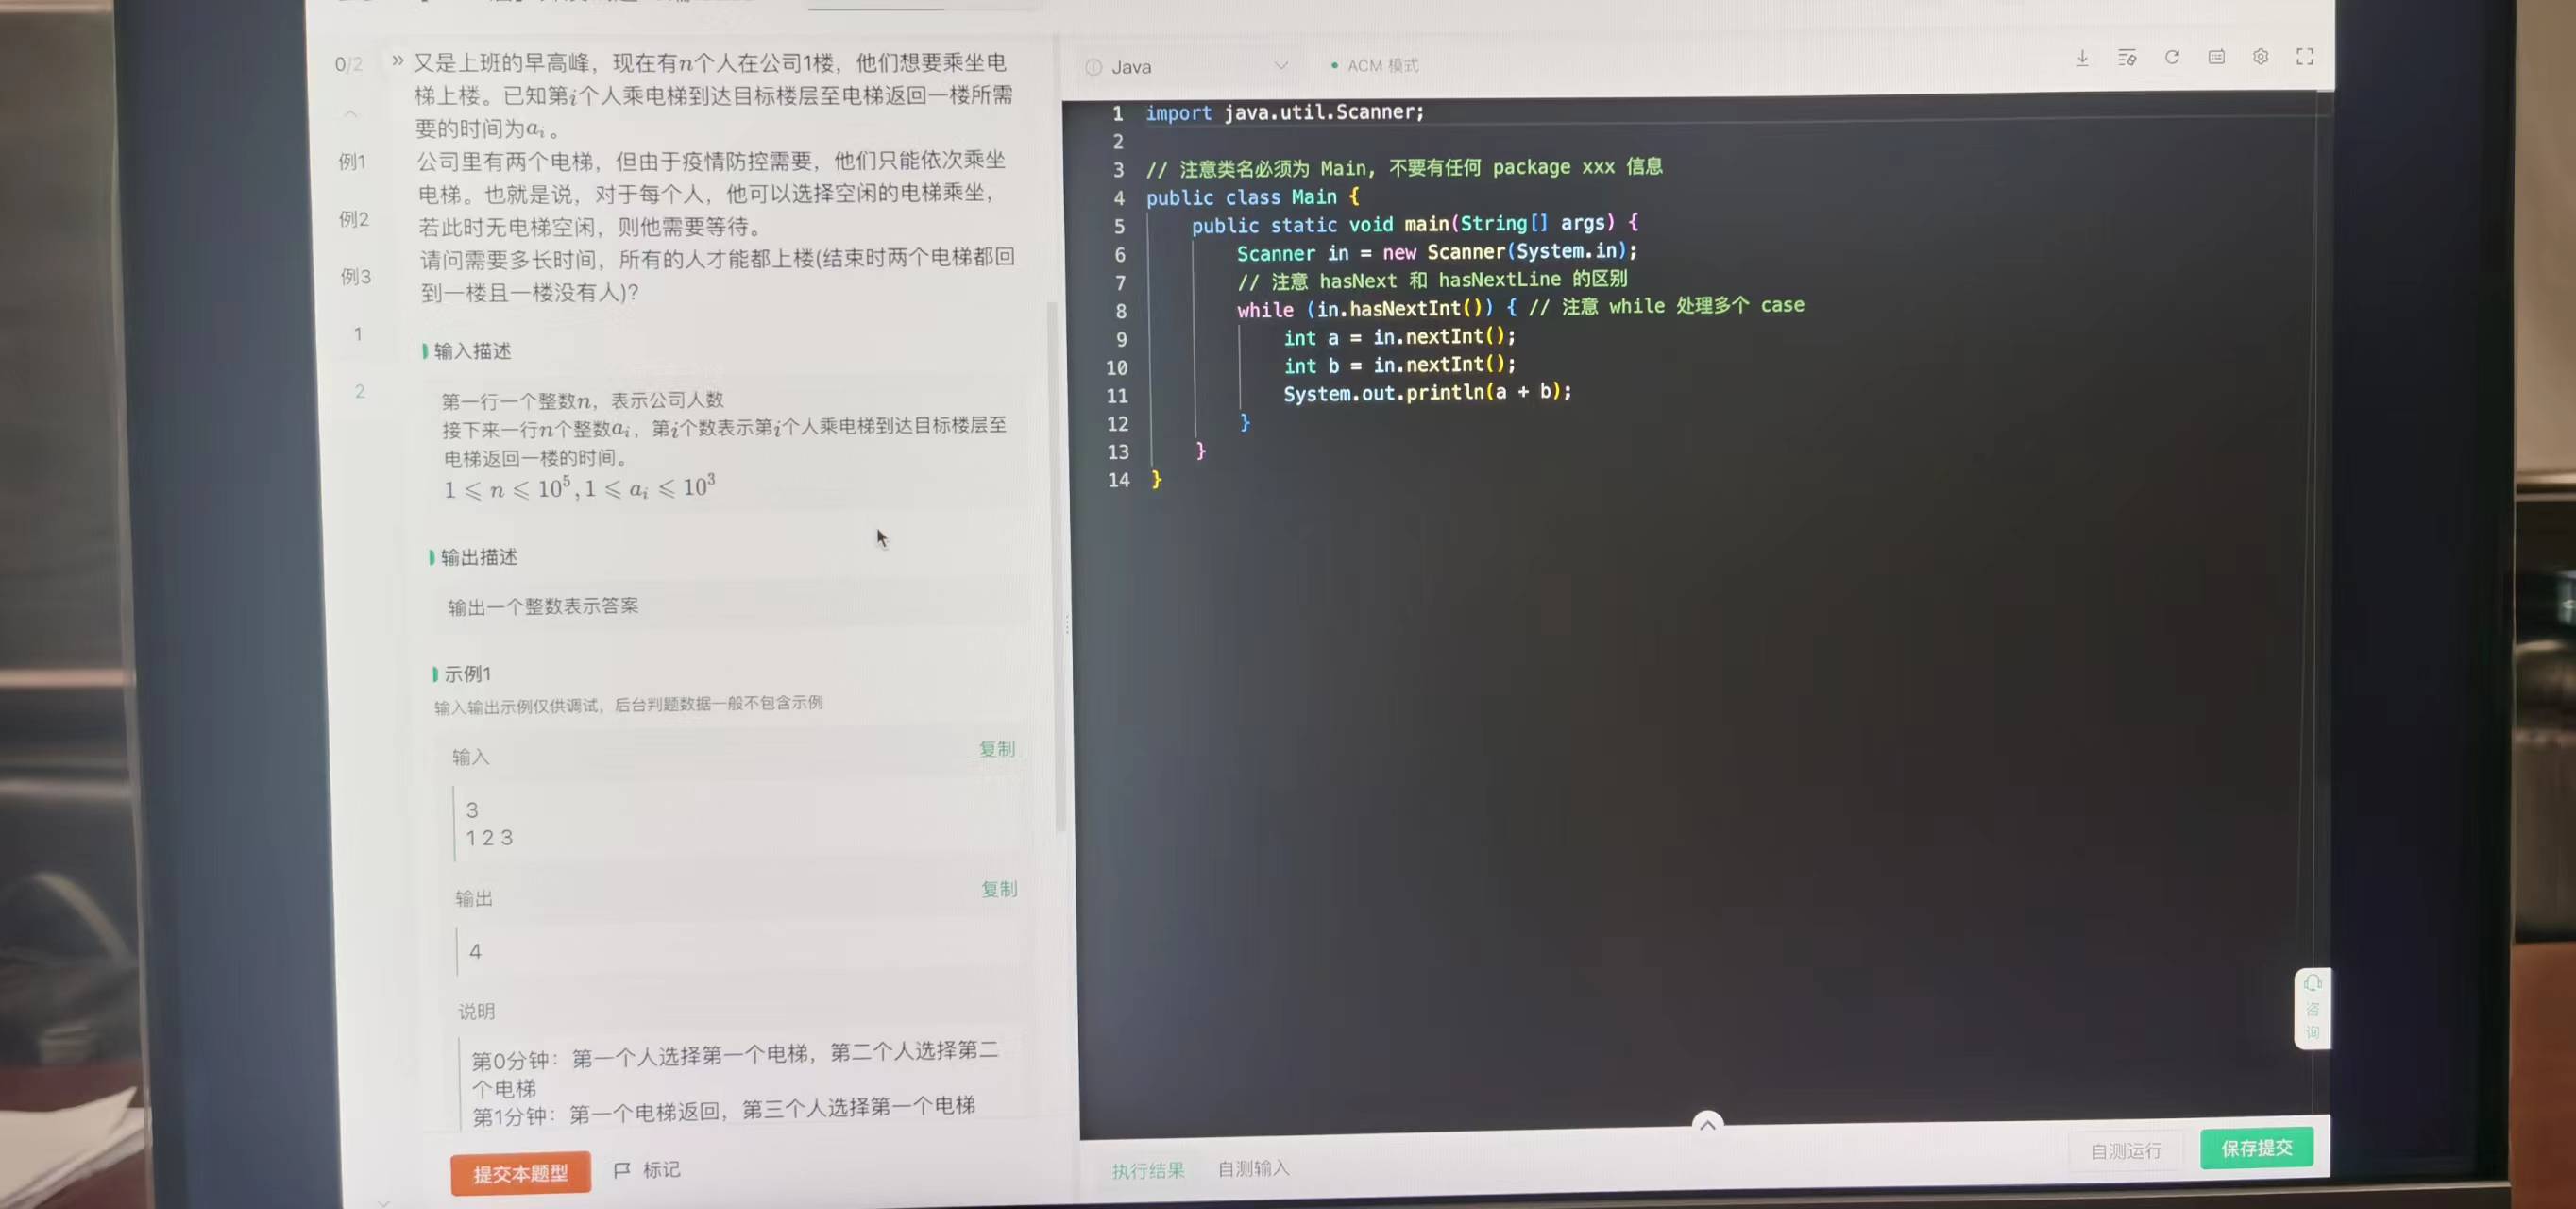 0/2
» 又是上班的早高峰，现在有n个人在公司1楼，他们想要乘坐电
梯上楼。已知第i个人乘电梯到达目标楼层至电梯返回一楼所需
要的时间为aᵢ。
例1
公司里有两个电梯，但由于疫情防控需要，他们只能依次乘坐
电梯。也就是说，对于每个人，他可以选择空闲的电梯乘坐，
例2
若此时无电梯空闲，则他需要等待。
请问需要多长时间，所有的人才能都上楼(结束时两个电梯都回
例3
到一楼且一楼没有人)?
1
输入描述
2
第一行一个整数n，表示公司人数
接下来一行n个整数aᵢ，第i个数表示第i个人乘电梯到达目标楼层至
电梯返回一楼的时间。
1 ⩽ n ⩽ 10⁵, 1 ⩽ aᵢ ⩽ 10³
输出描述
输出一个整数表示答案
示例1
输入输出示例仅供调试，后台判题数据一般不包含示例
输入 复制
3
1 2 3
输出 复制
4
说明
第0分钟：第一个人选择第一个电梯，第二个人选择第二
个电梯
第1分钟：第一个电梯返回，第三个人选择第一个电梯
提交本题型 标记
Java ACM 模式
1 import java.util.Scanner;
2
3 // 注意类名必须为 Main, 不要有任何 package xxx 信息
4 public class Main {
5 public static void main(String[] args) {
6 Scanner in = new Scanner(System.in);
7 // 注意 hasNext 和 hasNextLine 的区别
8 while (in.hasNextInt()) { // 注意 while 处理多个 case
9 int a = in.nextInt();
10 int b = in.nextInt();
11 System.out.println(a + b);
12 }
13 }
14 }
咨
询
执行结果 自测输入 自测运行 保存提交